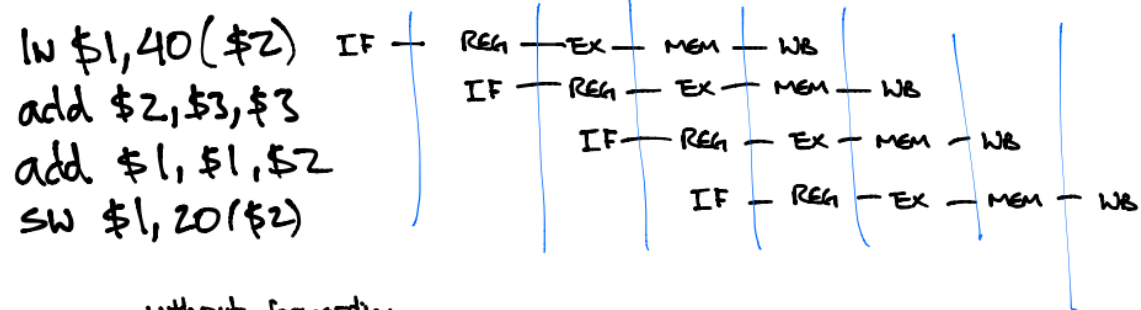 lw $1,40($2) IF REG EX MEM WB
add $2,$3,$3 IF REG EX MEM WB
add $1,$1,$2 IF REG EX MEM WB
sw $1,20($2) IF REG EX MEM WB
without